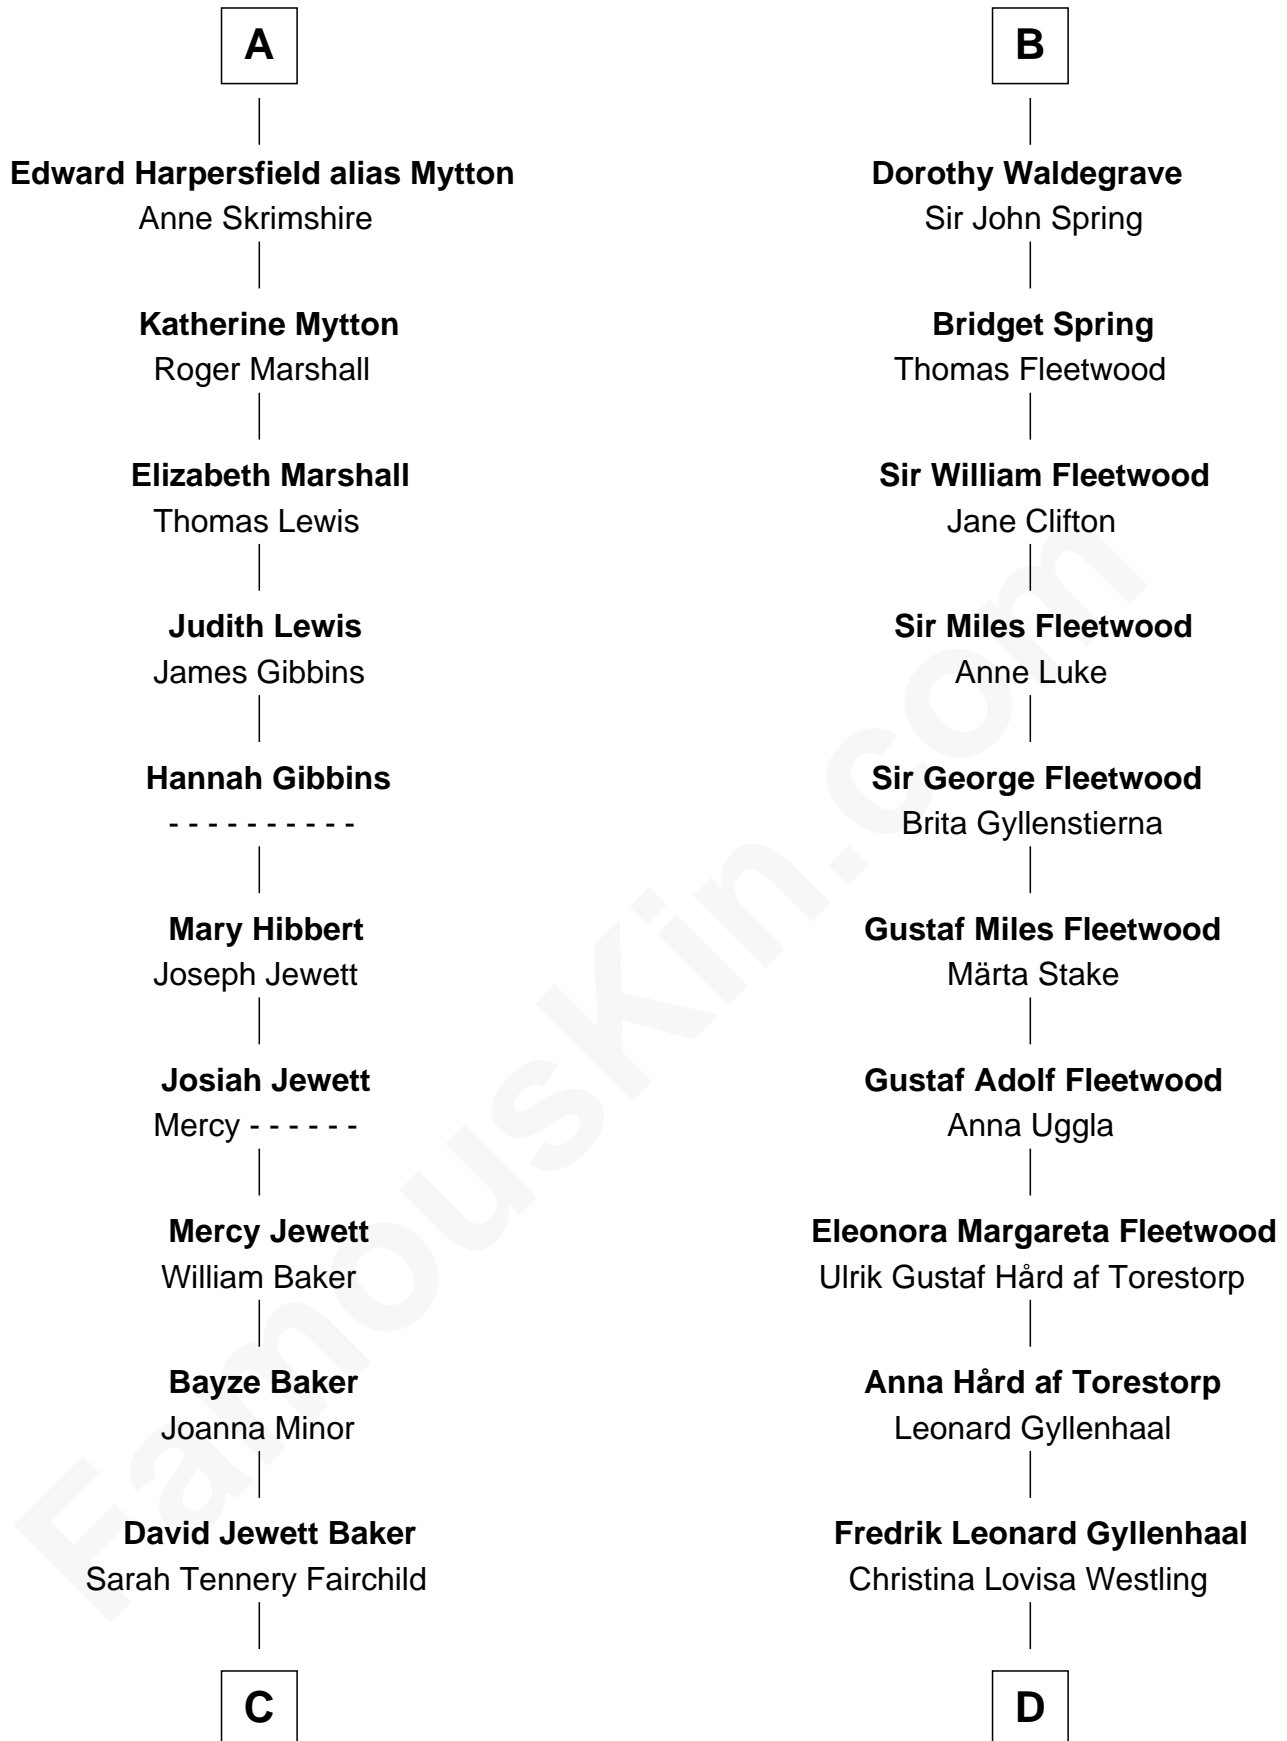 A
Edward Harpersfield alias Mytton
Anne Skrimshire
Katherine Mytton
Roger Marshall
Elizabeth Marshall
Thomas Lewis
Judith Lewis
James Gibbins
Hannah Gibbins
- - - - - - - - - -
Mary Hibbert
Joseph Jewett
Josiah Jewett
Mercy - - - - - -
Mercy Jewett
William Baker
Bayze Baker
Joanna Minor
David Jewett Baker
Sarah Tennery Fairchild
C
B
Dorothy Waldegrave
Sir John Spring
Bridget Spring
Thomas Fleetwood
Sir William Fleetwood
Jane Clifton
Sir Miles Fleetwood
Anne Luke
Sir George Fleetwood
Brita Gyllenstierna
Gustaf Miles Fleetwood
Märta Stake
Gustaf Adolf Fleetwood
Anna Uggla
Eleonora Margareta Fleetwood
Ulrik Gustaf Hård af Torestorp
Anna Hård af Torestorp
Leonard Gyllenhaal
Fredrik Leonard Gyllenhaal
Christina Lovisa Westling
D
FamousKin.com